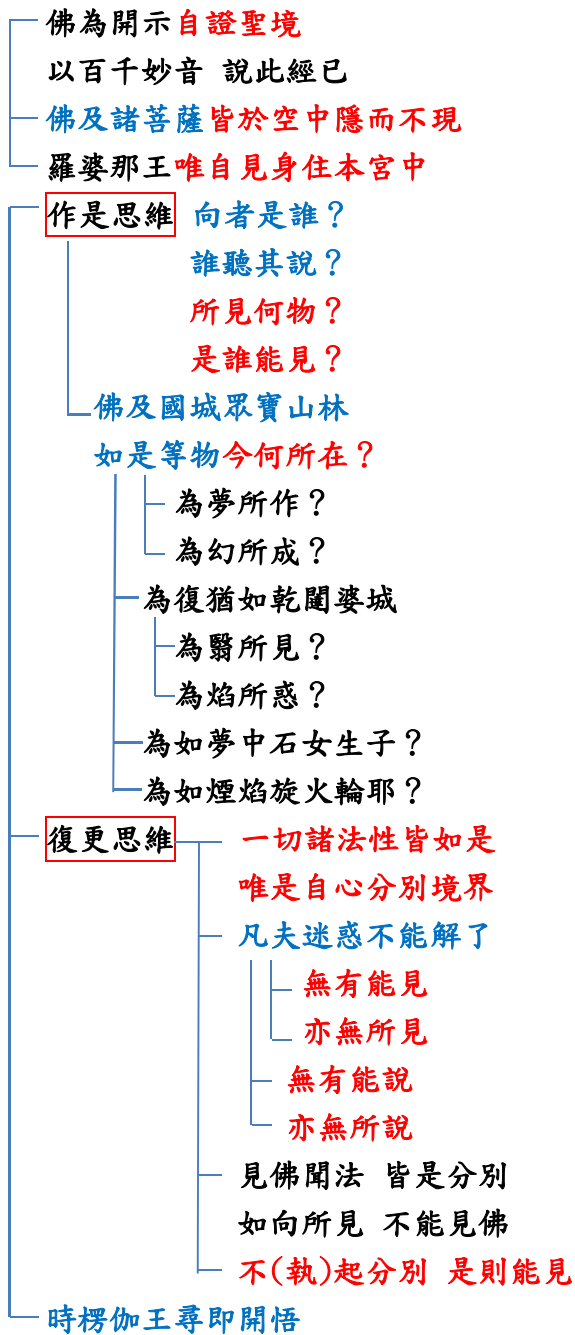 佛為開示自證聖境
以百千妙音 說此經已
佛及諸菩薩皆於空中隱而不現
羅婆那王唯自見身住本宮中
作是思維 向者是誰？
誰聽其說？
所見何物？
是誰能見？
佛及國城眾寶山林
如是等物今何所在？
為夢所作？
為幻所成？
為復猶如乾闥婆城
為翳所見？
為焰所惑？
為如夢中石女生子？
為如煙焰旋火輪耶？
復更思維 一切諸法性皆如是
唯是自心分別境界
凡夫迷惑不能解了
無有能見
亦無所見
無有能說
亦無所說
見佛聞法 皆是分別
如向所見 不能見佛
不(執)起分別 是則能見
時楞伽王尋即開悟